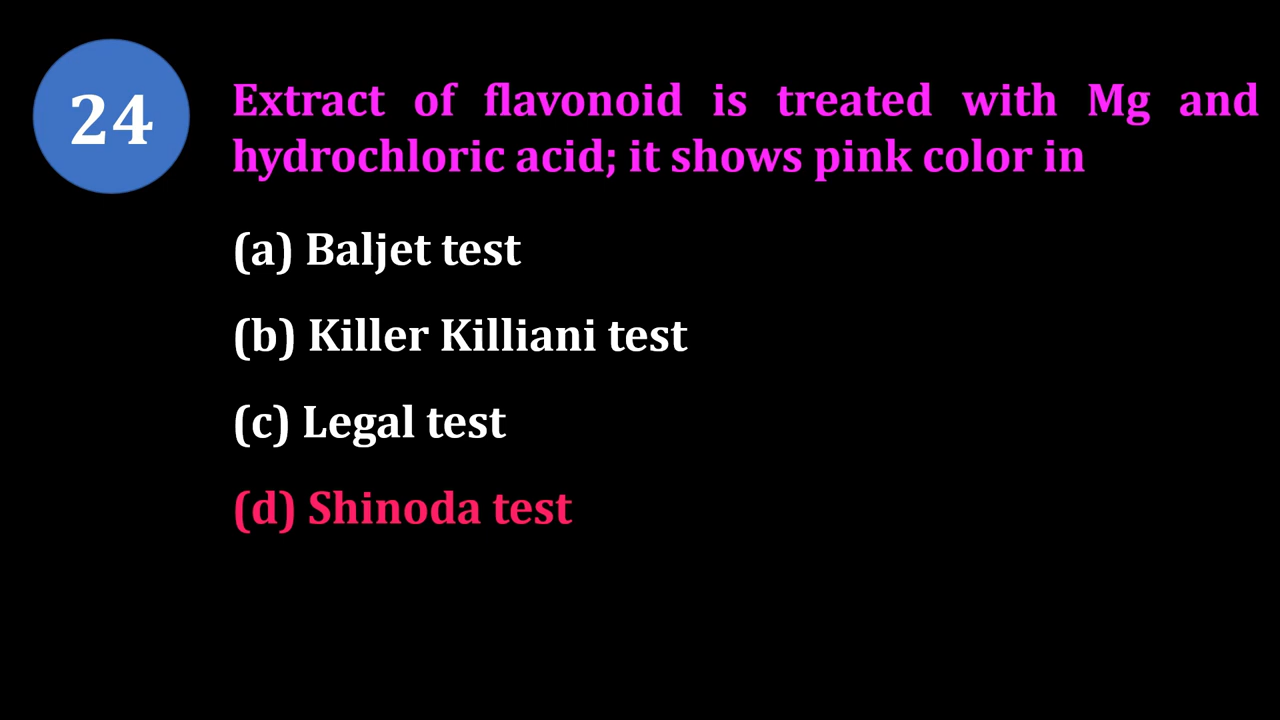 24
Extract of flavonoid is treated with Mg and
hydrochloric acid; it shows pink color in
(a) Baljet test
(b) Killer Killiani test
(c) Legal test
(d) Shinoda test